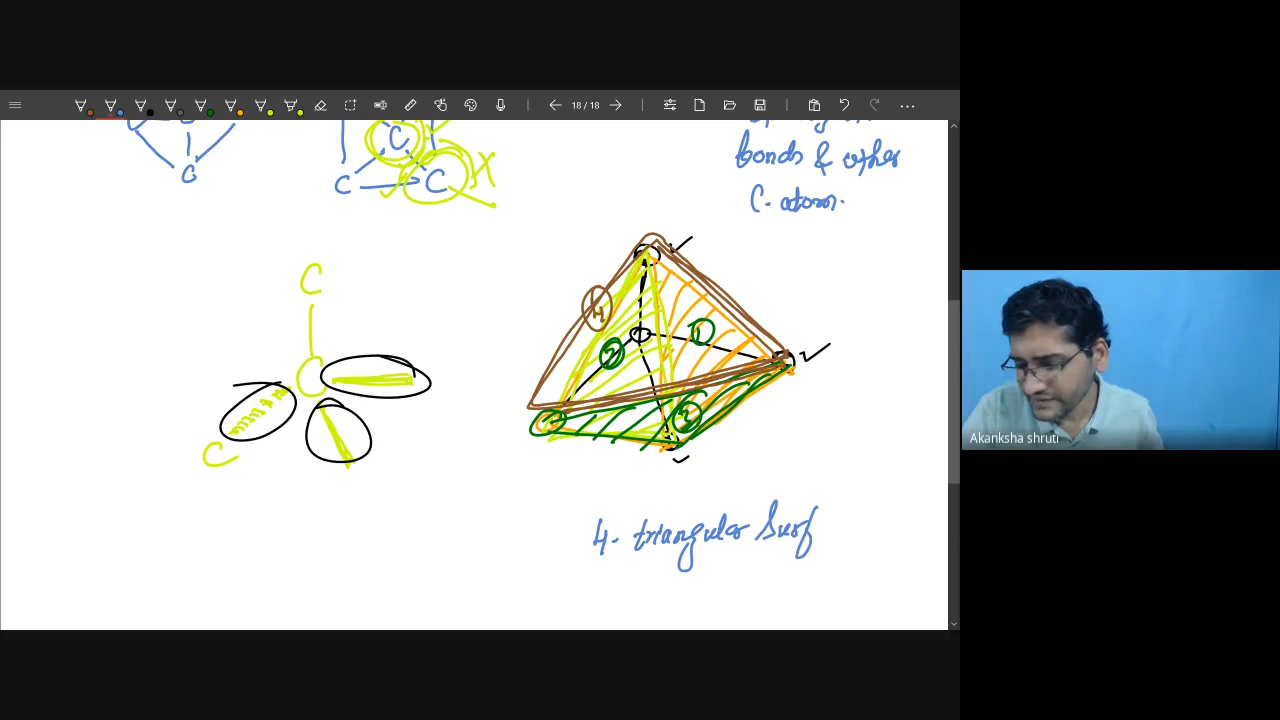 18 / 18
C
C
C
C
C
bonds & other
C. atom.
C
C
C
1
2
3
4
4. triangular Surf
Akanksha shruti